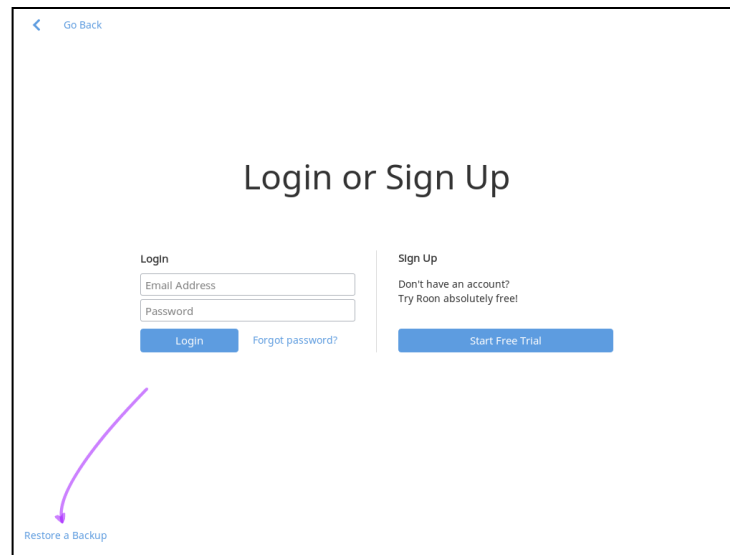 Go Back
Login or Sign Up
Login
Email Address
Password
Login
Forgot password?
Sign Up
Don't have an account?
Try Roon absolutely free!
Start Free Trial
Restore a Backup